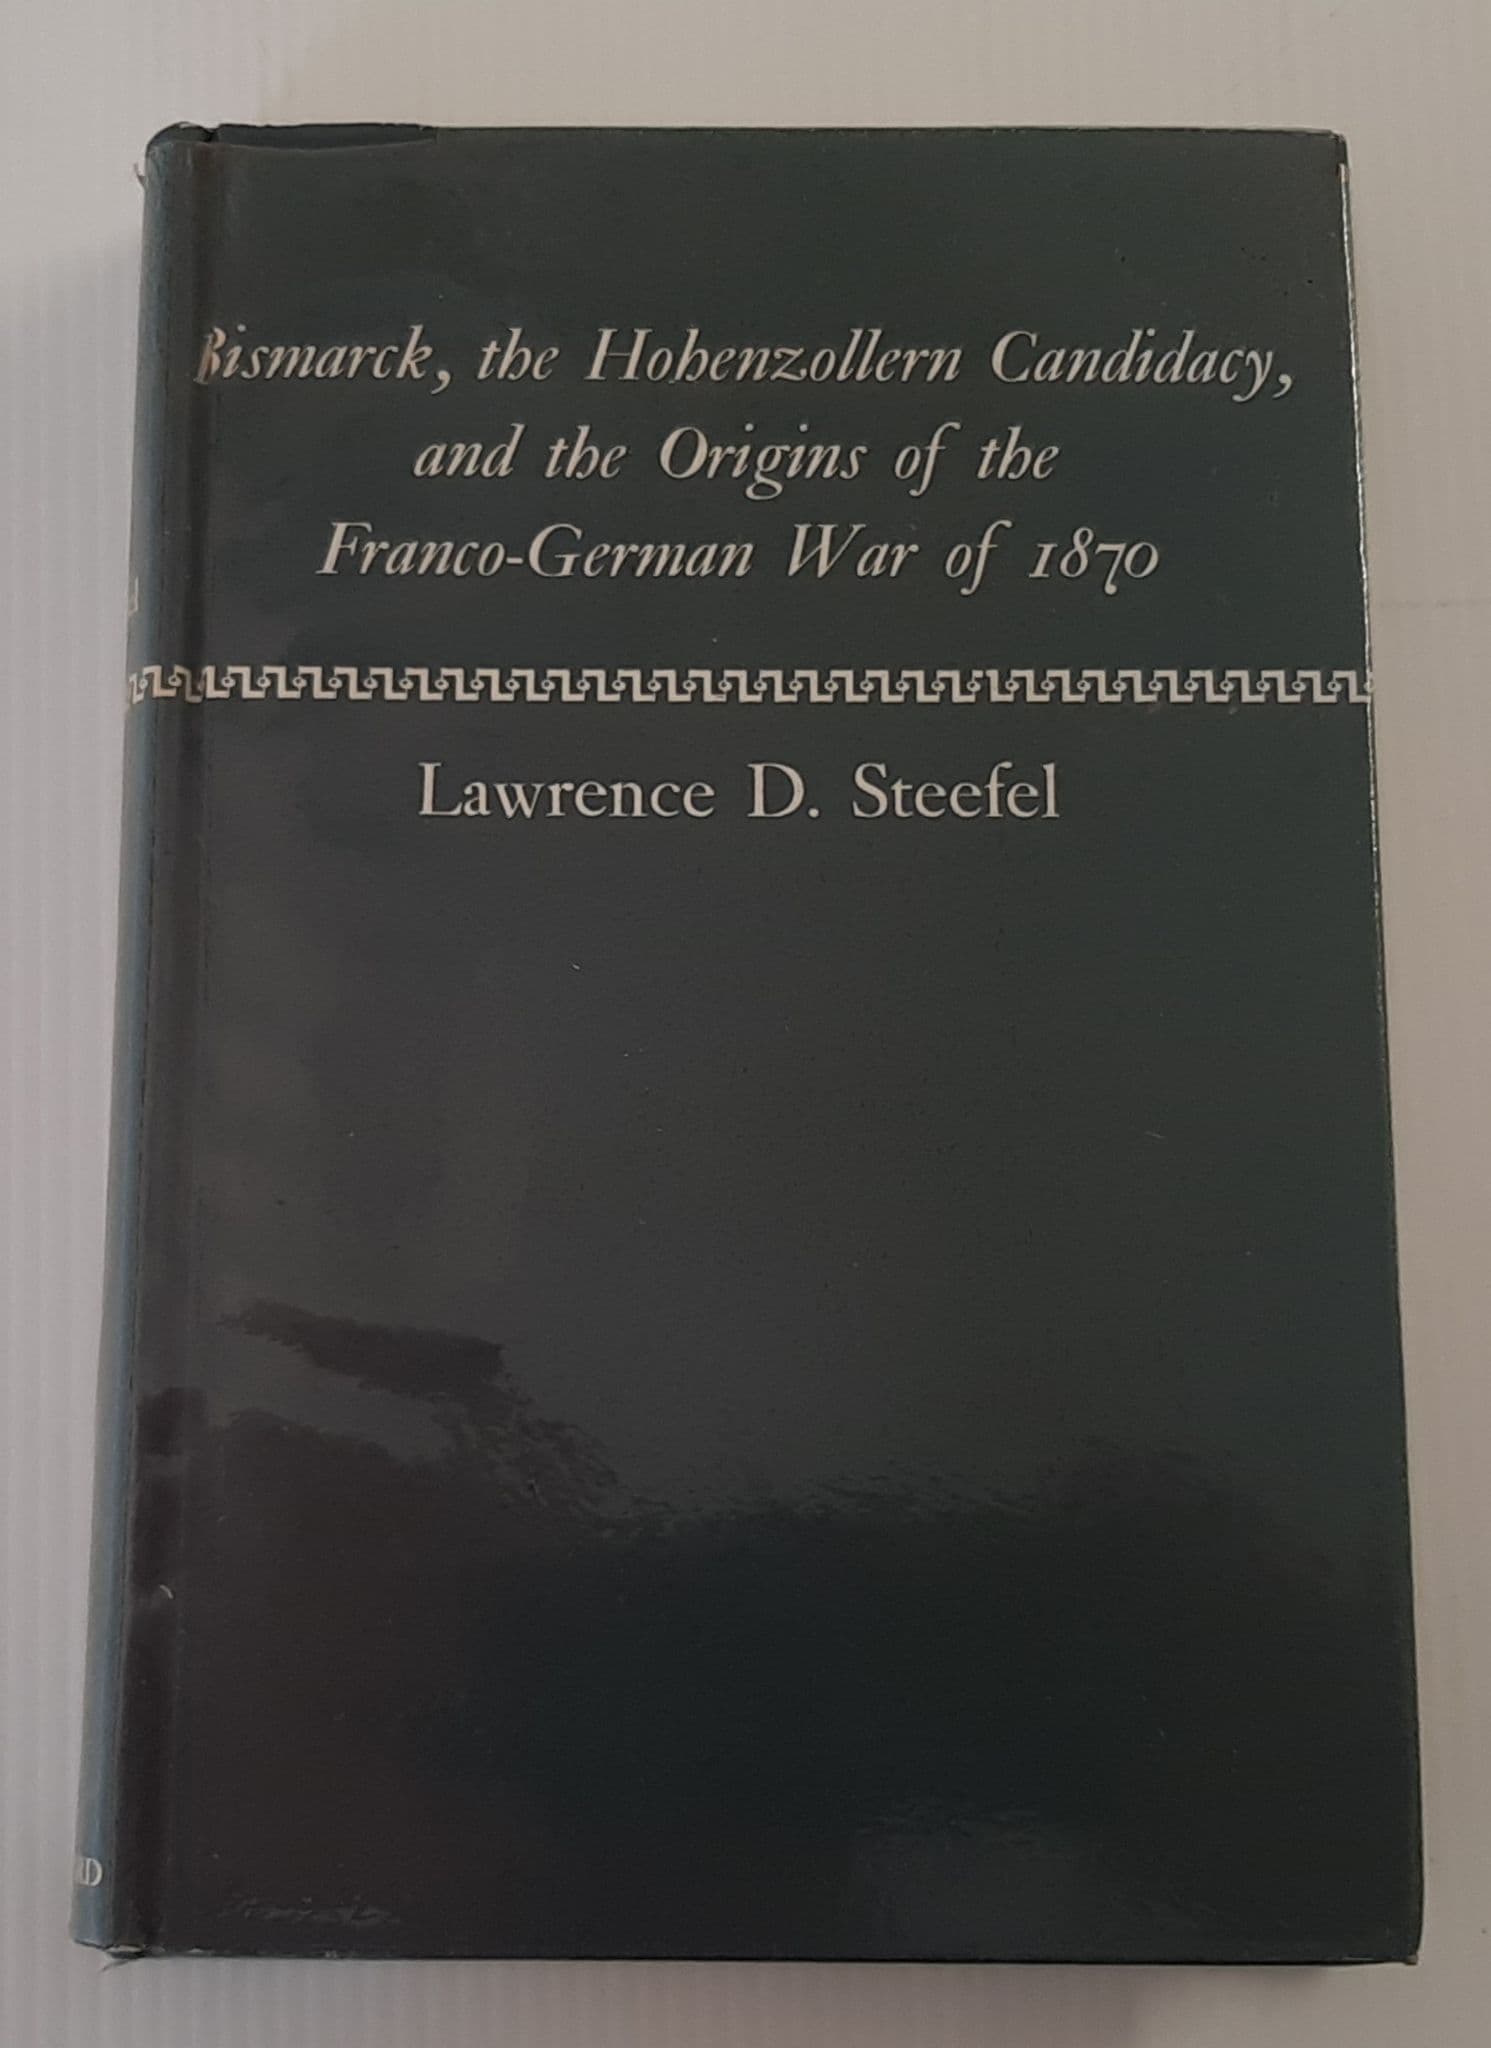 Bismarck, the Hohenzollern Candidacy,
and the Origins of the
Franco-German War of 1870
Lawrence D. Steefel